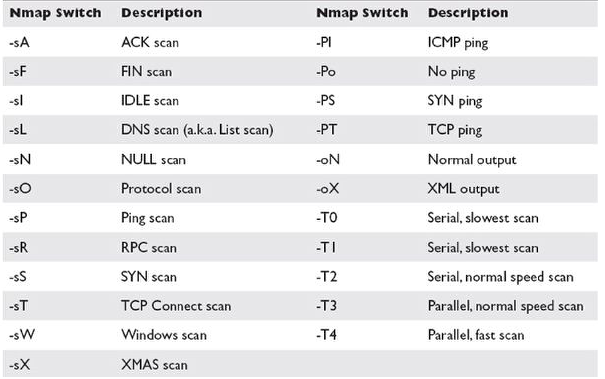 Nmap Switch Description Nmap Switch Description
-sA ACK scan -PI ICMP ping
-sF FIN scan -Po No ping
-sI IDLE scan -PS SYN ping
-sL DNS scan (a.k.a. List scan) -PT TCP ping
-sN NULL scan -oN Normal output
-sO Protocol scan -oX XML output
-sP Ping scan -T0 Serial, slowest scan
-sR RPC scan -T1 Serial, slowest scan
-sS SYN scan -T2 Serial, normal speed scan
-sT TCP Connect scan -T3 Parallel, normal speed scan
-sW Windows scan -T4 Parallel, fast scan
-sX XMAS scan